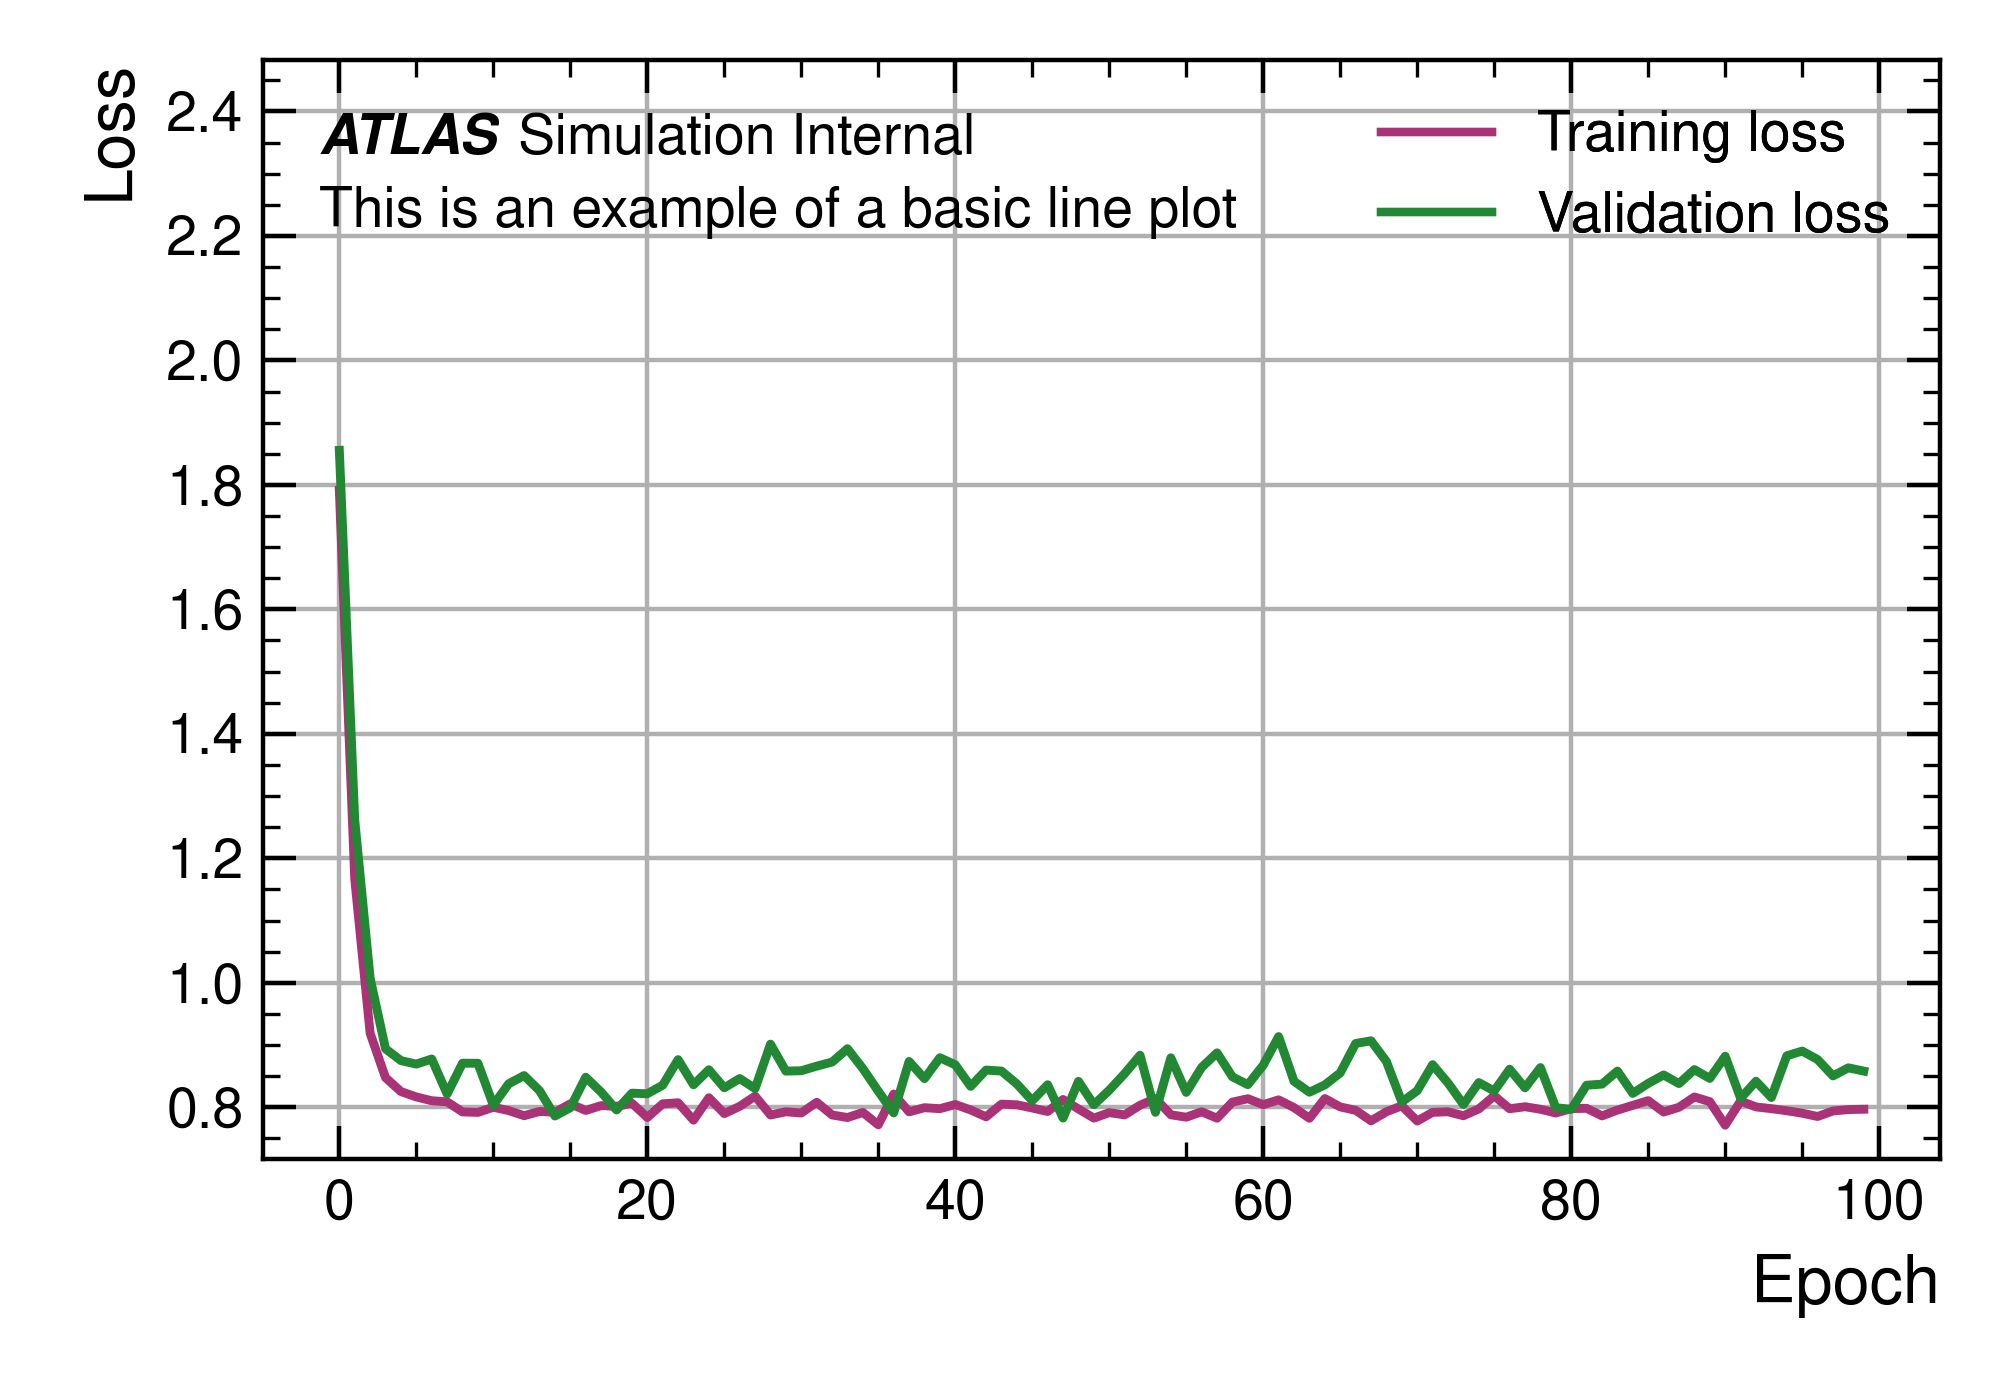 Loss
2.4
2.2
2.0
1.8
1.6
1.4
1.2
1.0
0.8
ATLAS Simulation Internal
This is an example of a basic line plot
Training loss
Validation loss
0 20 40 60 80 100
Epoch